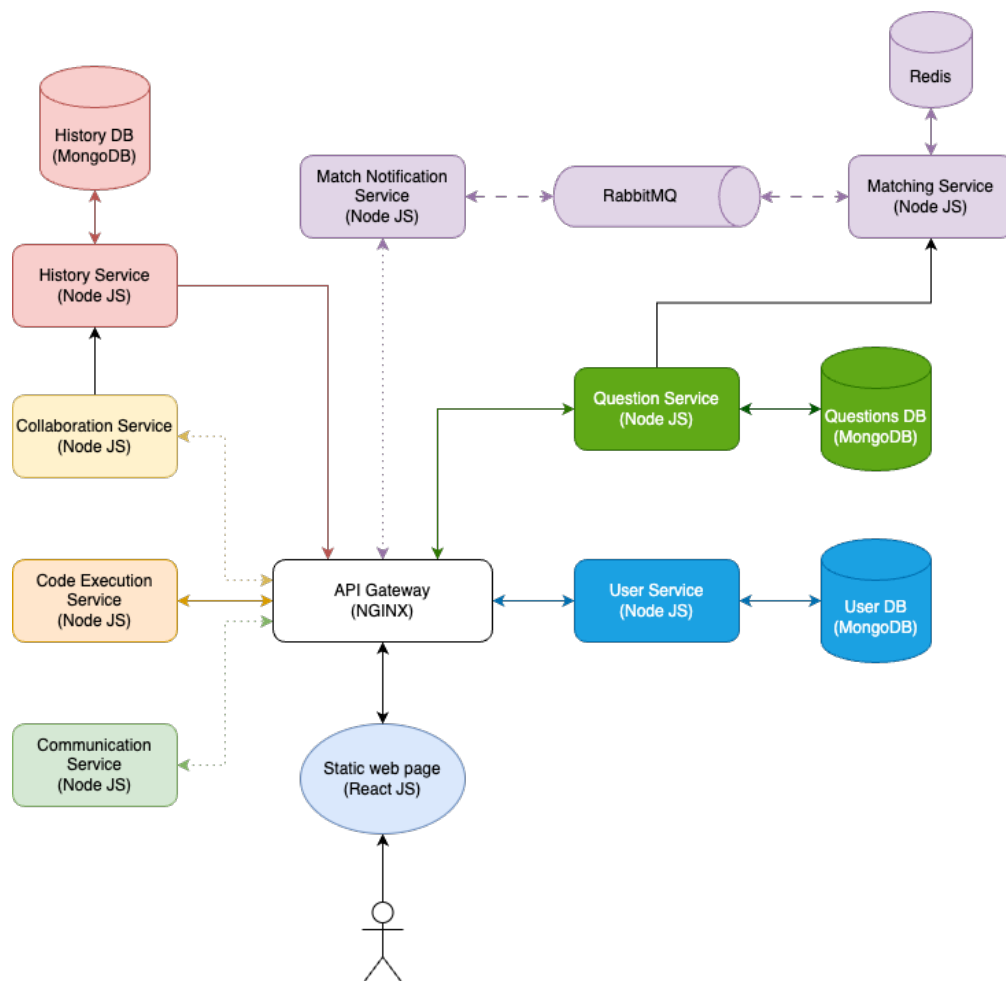 Redis
History DB
(MongoDB)
Match Notification
Service
(Node JS)
RabbitMQ
Matching Service
(Node JS)
History Service
(Node JS)
Collaboration Service
(Node JS)
Question Service
(Node JS)
Questions DB
(MongoDB)
Code Execution
Service
(Node JS)
API Gateway
(NGINX)
User Service
(Node JS)
User DB
(MongoDB)
Communication
Service
(Node JS)
Static web page
(React JS)